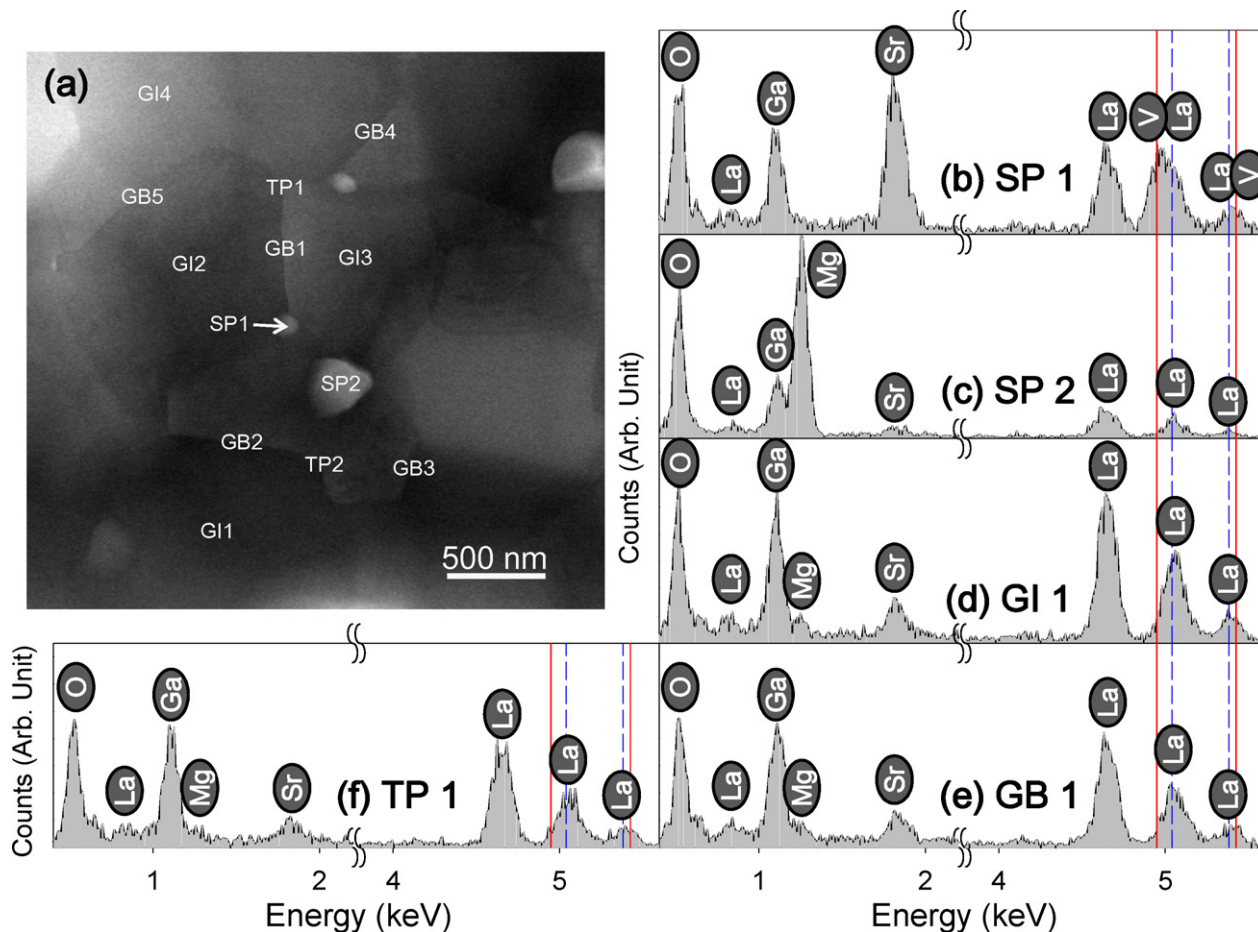 (a)
GI4
GB4
TP1
GB5
GB1
GI2
GI3
SP1
SP2
GB2
TP2
GB3
GI1
500 nm
O
La
Ga
Sr
La
V
La
La
V
(b) SP 1
O
La
Ga
Mg
Sr
La
La
La
(c) SP 2
O
La
Ga
Mg
Sr
La
La
La
(d) GI 1
O
La
Ga
Mg
Sr
La
La
La
(e) GB 1
O
La
Ga
Mg
Sr
La
La
La
(f) TP 1
Counts (Arb. Unit)
Counts (Arb. Unit)
1 2 4 5
1 2 4 5
Energy (keV)
Energy (keV)